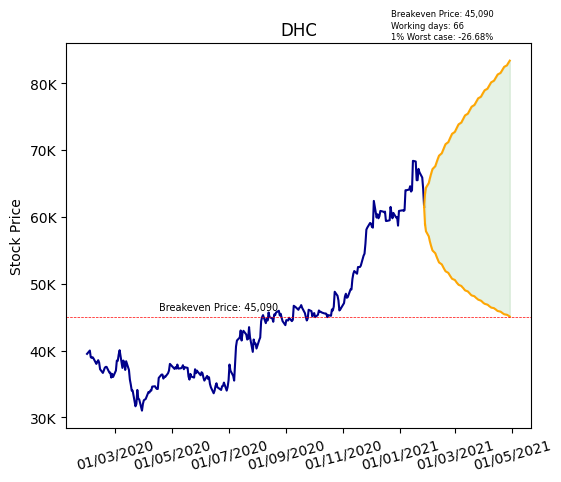 Breakeven Price: 45,090
Working days: 66
1% Worst case: -26.68%
DHC
Stock Price
80K
70K
60K
40K
30K
Breakeven Price: 45,090
01/03/2020
01/05/2020
01/07/2020
01/09/2020
01/11/2020
01/01/2021
01/03/2021
01/05/2021